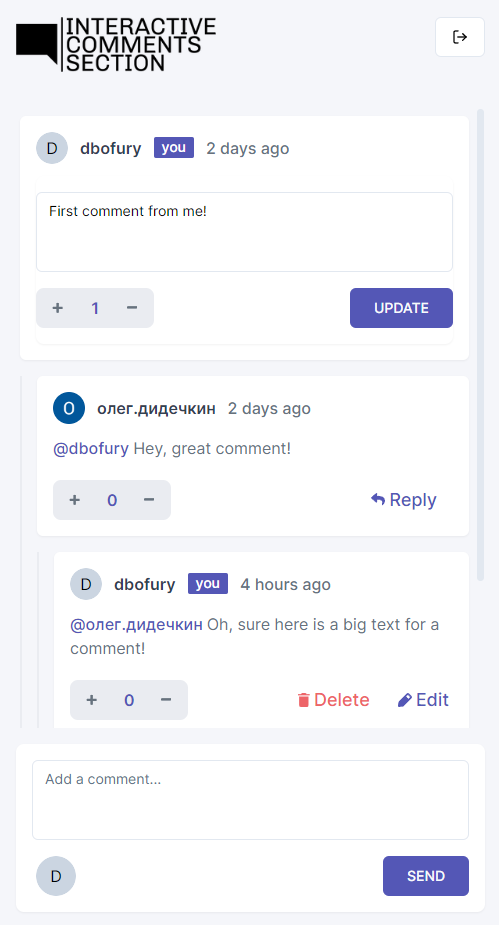 INTERACTIVE
COMMENTS
SECTION
D dbofury you 2 days ago
First comment from me!
+ 1 − UPDATE
О олег.дидечкин 2 days ago
@dbofury Hey, great comment!
+ 0 − Reply
D dbofury you 4 hours ago
@олег.дидечкин Oh, sure here is a big text for a
comment!
+ 0 − Delete Edit
Add a comment...
D SEND